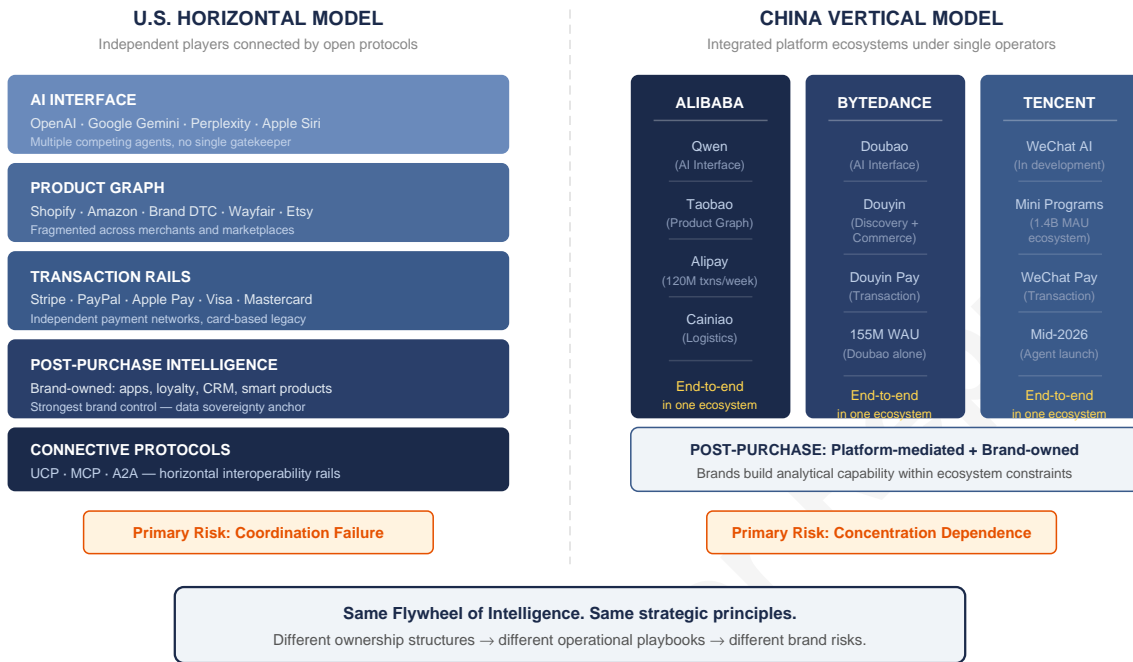 U.S. HORIZONTAL MODEL
Independent players connected by open protocols
AI INTERFACE
OpenAI · Google Gemini · Perplexity · Apple Siri
Multiple competing agents, no single gatekeeper
PRODUCT GRAPH
Shopify · Amazon · Brand DTC · Wayfair · Etsy
Fragmented across merchants and marketplaces
TRANSACTION RAILS
Stripe · PayPal · Apple Pay · Visa · Mastercard
Independent payment networks, card-based legacy
POST-PURCHASE INTELLIGENCE
Brand-owned: apps, loyalty, CRM, smart products
Strongest brand control — data sovereignty anchor
CONNECTIVE PROTOCOLS
UCP · MCP · A2A — horizontal interoperability rails
Primary Risk: Coordination Failure
CHINA VERTICAL MODEL
Integrated platform ecosystems under single operators
ALIBABA
Qwen
(AI Interface)
Taobao
(Product Graph)
Alipay
(120M txns/week)
Cainiao
(Logistics)
End-to-end
in one ecosystem
BYTEDANCE
Doubao
(AI Interface)
Douyin
(Discovery +
Commerce)
Douyin Pay
(Transaction)
155M WAU
(Doubao alone)
End-to-end
in one ecosystem
TENCENT
WeChat AI
(In development)
Mini Programs
(1.4B MAU
ecosystem)
WeChat Pay
(Transaction)
Mid-2026
(Agent launch)
End-to-end
in one ecosystem
POST-PURCHASE: Platform-mediated + Brand-owned
Brands build analytical capability within ecosystem constraints
Primary Risk: Concentration Dependence
Same Flywheel of Intelligence. Same strategic principles.
Different ownership structures → different operational playbooks → different brand risks.